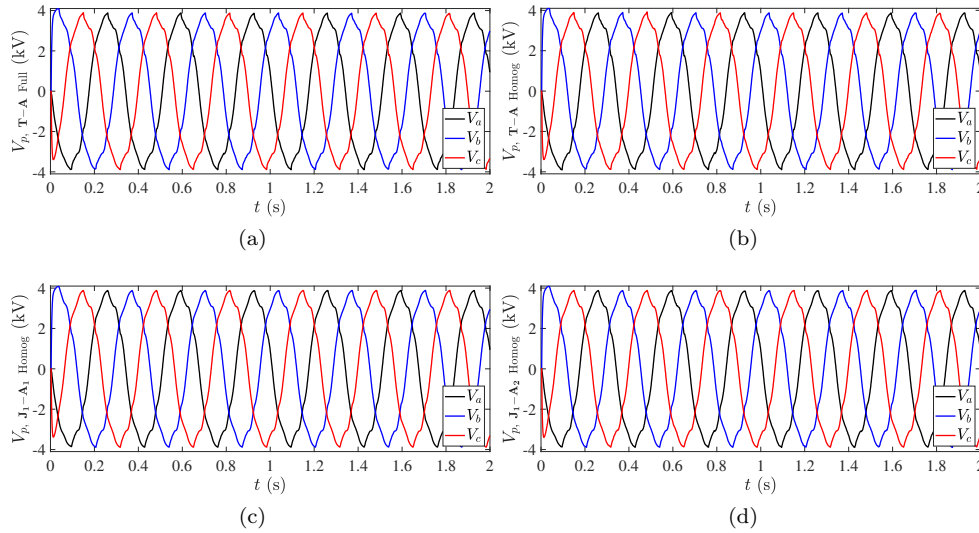 V_{p, T−A Full} (kV)
4
2
0
-2
-4
V_a
V_b
V_c
0 0.2 0.4 0.6 0.8 1 1.2 1.4 1.6 1.8 2
t (s)
(a)
V_{p, T−A Homog} (kV)
4
2
0
-2
-4
V_a
V_b
V_c
0 0.2 0.4 0.6 0.8 1 1.2 1.4 1.6 1.8 2
t (s)
(b)
V_{p, J_1−A_1 Homog} (kV)
4
2
0
-2
-4
V_a
V_b
V_c
0 0.2 0.4 0.6 0.8 1 1.2 1.4 1.6 1.8 2
t (s)
(c)
V_{p, J_1−A_2 Homog} (kV)
4
2
0
-2
-4
V_a
V_b
V_c
0 0.2 0.4 0.6 0.8 1 1.2 1.4 1.6 1.8 2
t (s)
(d)